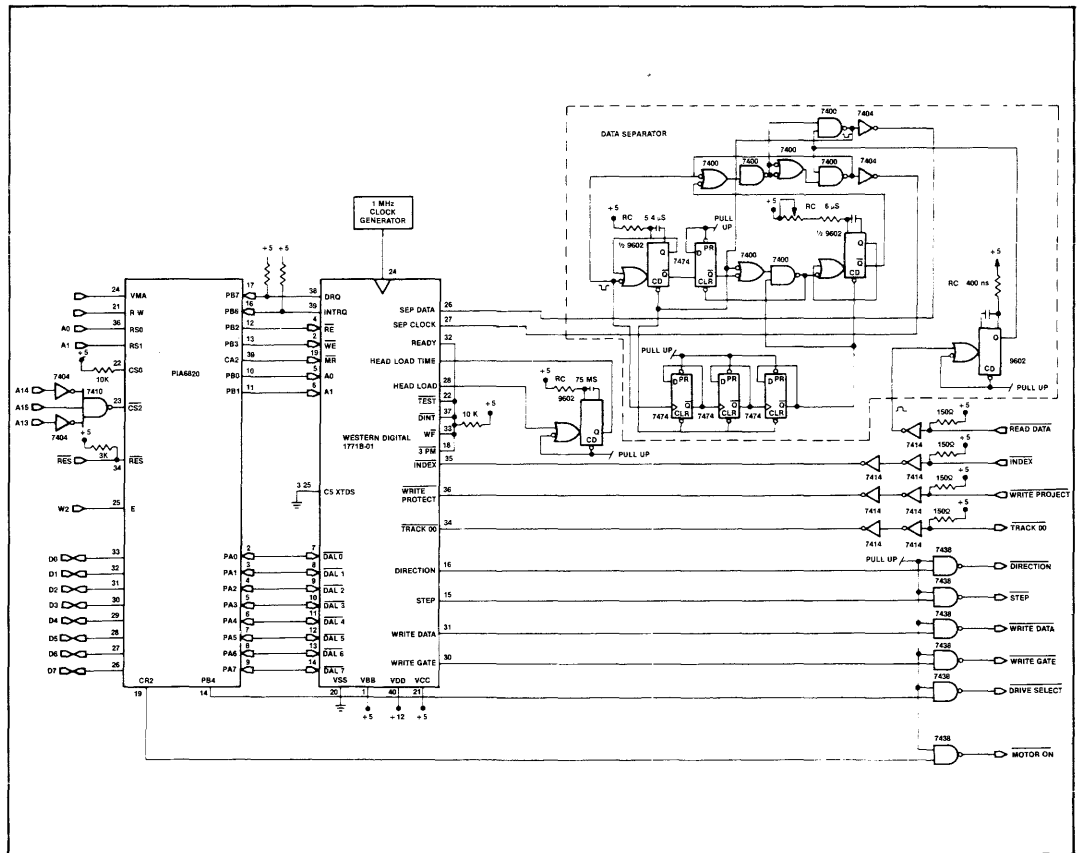 DATA SEPARATOR
7400
7404
7400
7400
7400
7400
7404
1 MHz
CLOCK
GENERATOR
+5
RC
5 4 µS
½ 9602
Q
Q
CD
7474
PULL
UP
D
PR
Q
CLR
7400
+5
RC
6 µS
½ 9602
Q
Q
CD
+5
RC 400 ns
9602
Q
CD
PULL UP
+5 +5
24
24 VMA
21 R W
A0 36 RS0
A1 35 RS1
+5
22 CS0
10K
7404
A14
7410
A15
23 CS2
A13
7404
+5
3K
RES
34
RES
W2 25 E
D0 33
D1 32
D2 31
D3 30
D4 29
D5 28
D6 27
D7 26
PIA6820
PB7 17
PB6 16
PB2 12
PB3 13
CA2 39
PB0 10
PB1 11
PA0 2
PA1 3
PA2 4
PA3 5
PA4 6
PA5 7
PA6 8
PA7 9
CR2
19
PB4
14
38 DRQ
39 INTRQ
4 RE
2 WE
19 MR
5 A0
6 A1
WESTERN DIGITAL
1771B-01
3 25 CS XTDS
7 DAL 0
8 DAL 1
9 DAL 2
10 DAL 3
11 DAL 4
12 DAL 5
13 DAL 6
14 DAL 7
VSS
20
VBB
1
+5
VDD
40
+12
VCC
21
+5
SEP DATA 26
SEP CLOCK 27
READY 32
HEAD LOAD TIME
HEAD LOAD 28
TEST 22
DINT 37
WF 33
3 PM 18
10 K
+5
INDEX 35
WRITE
PROTECT 36
TRACK 00 34
DIRECTION 16
STEP 15
WRITE DATA 31
WRITE GATE 30
+5
RC 75 MS
9602
Q
CD
PULL UP
PULL UP
D PR
Q
CLR
7474
D PR
Q
CLR
7474
D PR
Q
CLR
7474
150Ω
+5
7414
READ DATA
150Ω
+5
7414
7414
INDEX
150Ω
+5
7414
7414
WRITE PROJECT
150Ω
+5
7414
7414
TRACK 00
PULL UP
7438
DIRECTION
7438
STEP
7438
WRITE DATA
7438
WRITE GATE
7438
DRIVE SELECT
7438
MOTOR ON